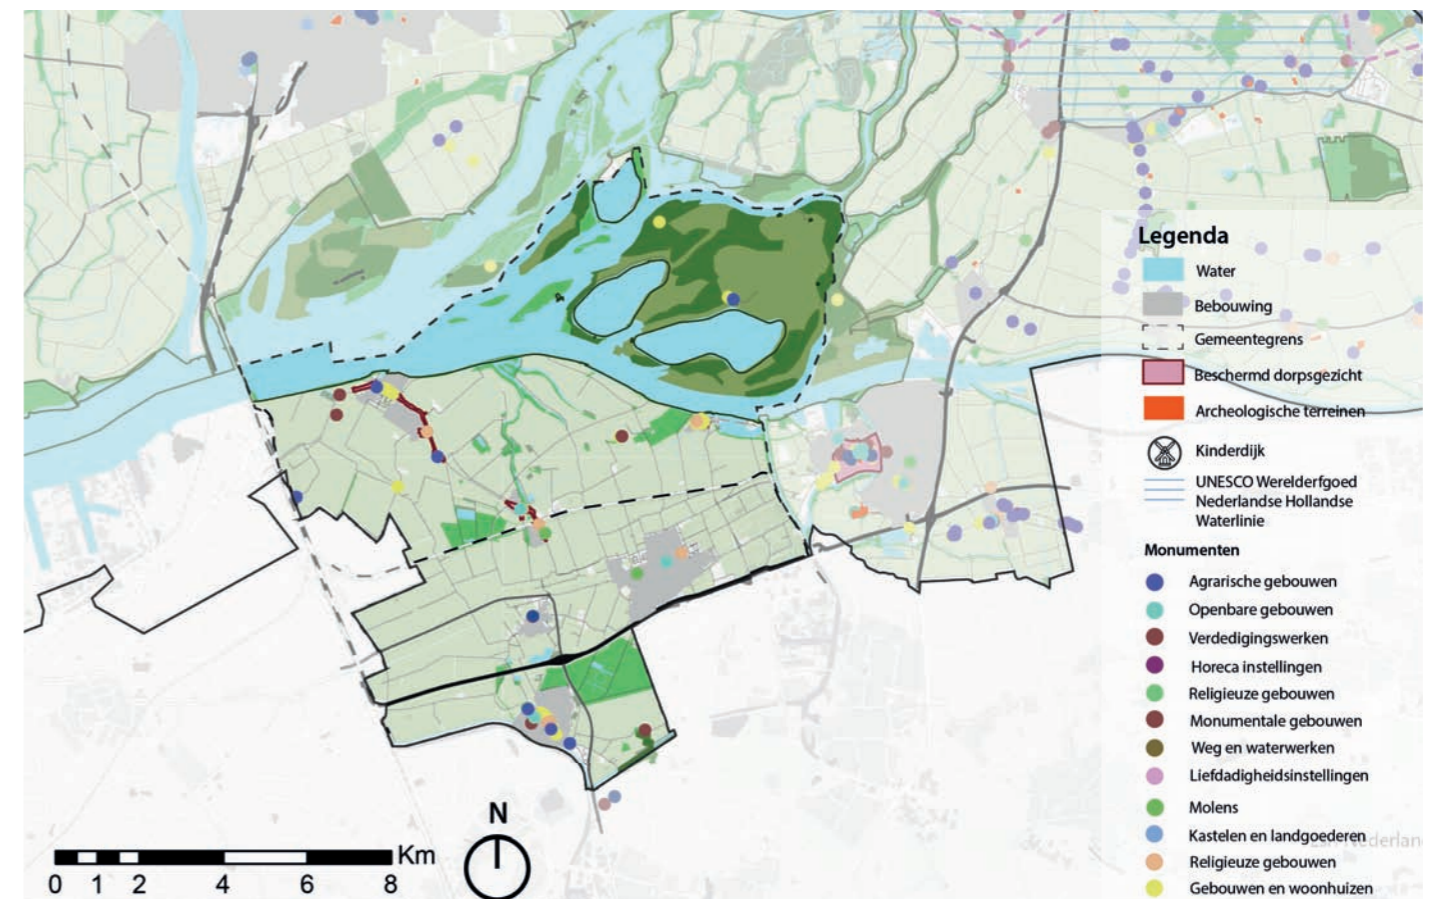 Legenda
Water
Bebouwing
Gemeentegrens
Beschermd dorpsgezicht
Archeologische terreinen
Kinderdijk
UNESCO Werelderfgoed
Nederlandse Hollandse
Waterlinie
Monumenten
Agrarische gebouwen
Openbare gebouwen
Verdedigingswerken
Horeca instellingen
Religieuze gebouwen
Monumentale gebouwen
Weg en waterwerken
Liefdadigheidsinstellingen
Molens
Kastelen en landgoederen
Religieuze gebouwen
Gebouwen en woonhuizen
N
Km
0 1 2 4 6 8